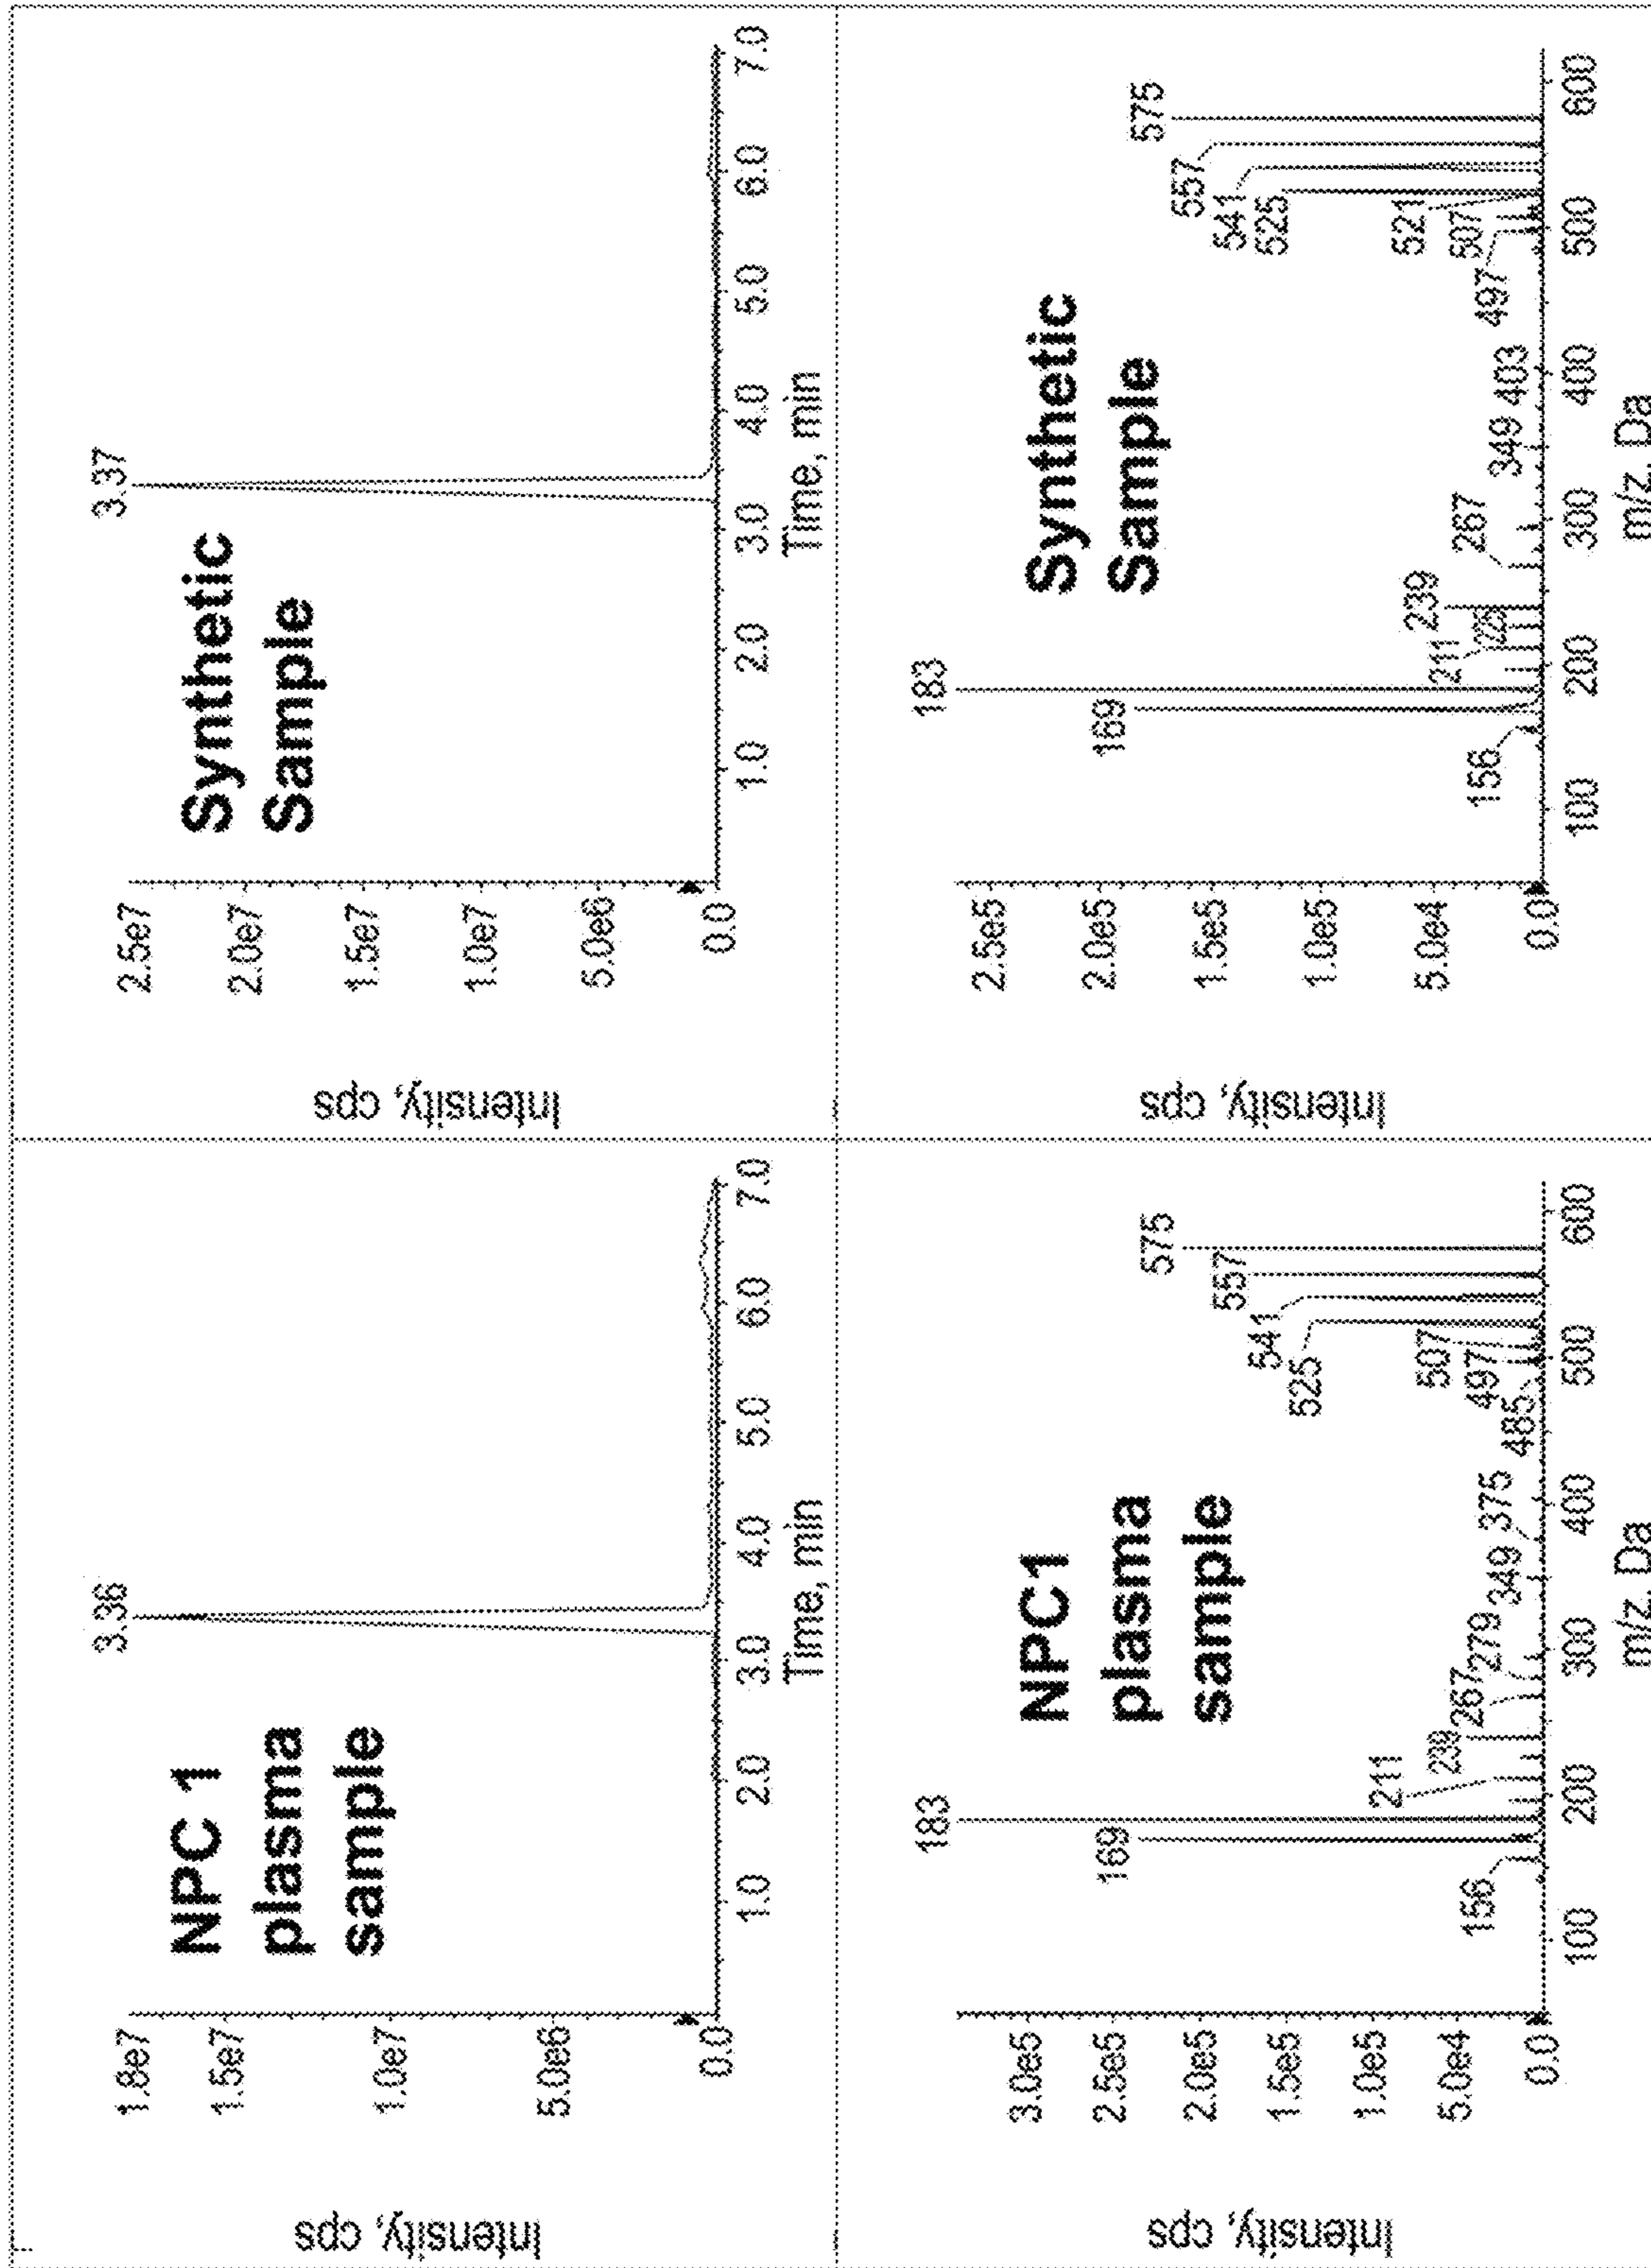 NPC 1
plasma
sample
3.36
Intensity, cps
1.8e7
1.5e7
1.0e7
5.0e6
0.0
1.0
2.0
3.0
4.0
5.0
6.0
7.0
Time, min
Synthetic
Sample
3.37
Intensity, cps
2.5e7
2.0e7
1.5e7
1.0e7
5.0e6
0.0
1.0
2.0
3.0
4.0
5.0
6.0
7.0
Time, min
NPC1
plasma
sample
Intensity, cps
3.0e5
2.5e5
2.0e5
1.5e5
1.0e5
5.0e4
0.0
156
169
183
211
239
267
279
349
375
485
497
507
525
541
557
575
100
200
300
400
500
600
m/z, Da
Synthetic
Sample
Intensity, cps
2.5e5
2.0e5
1.5e5
1.0e5
5.0e4
0.0
156
169
183
211
225
239
267
349
403
497
507
521
525
541
557
575
100
200
300
400
500
600
m/z, Da